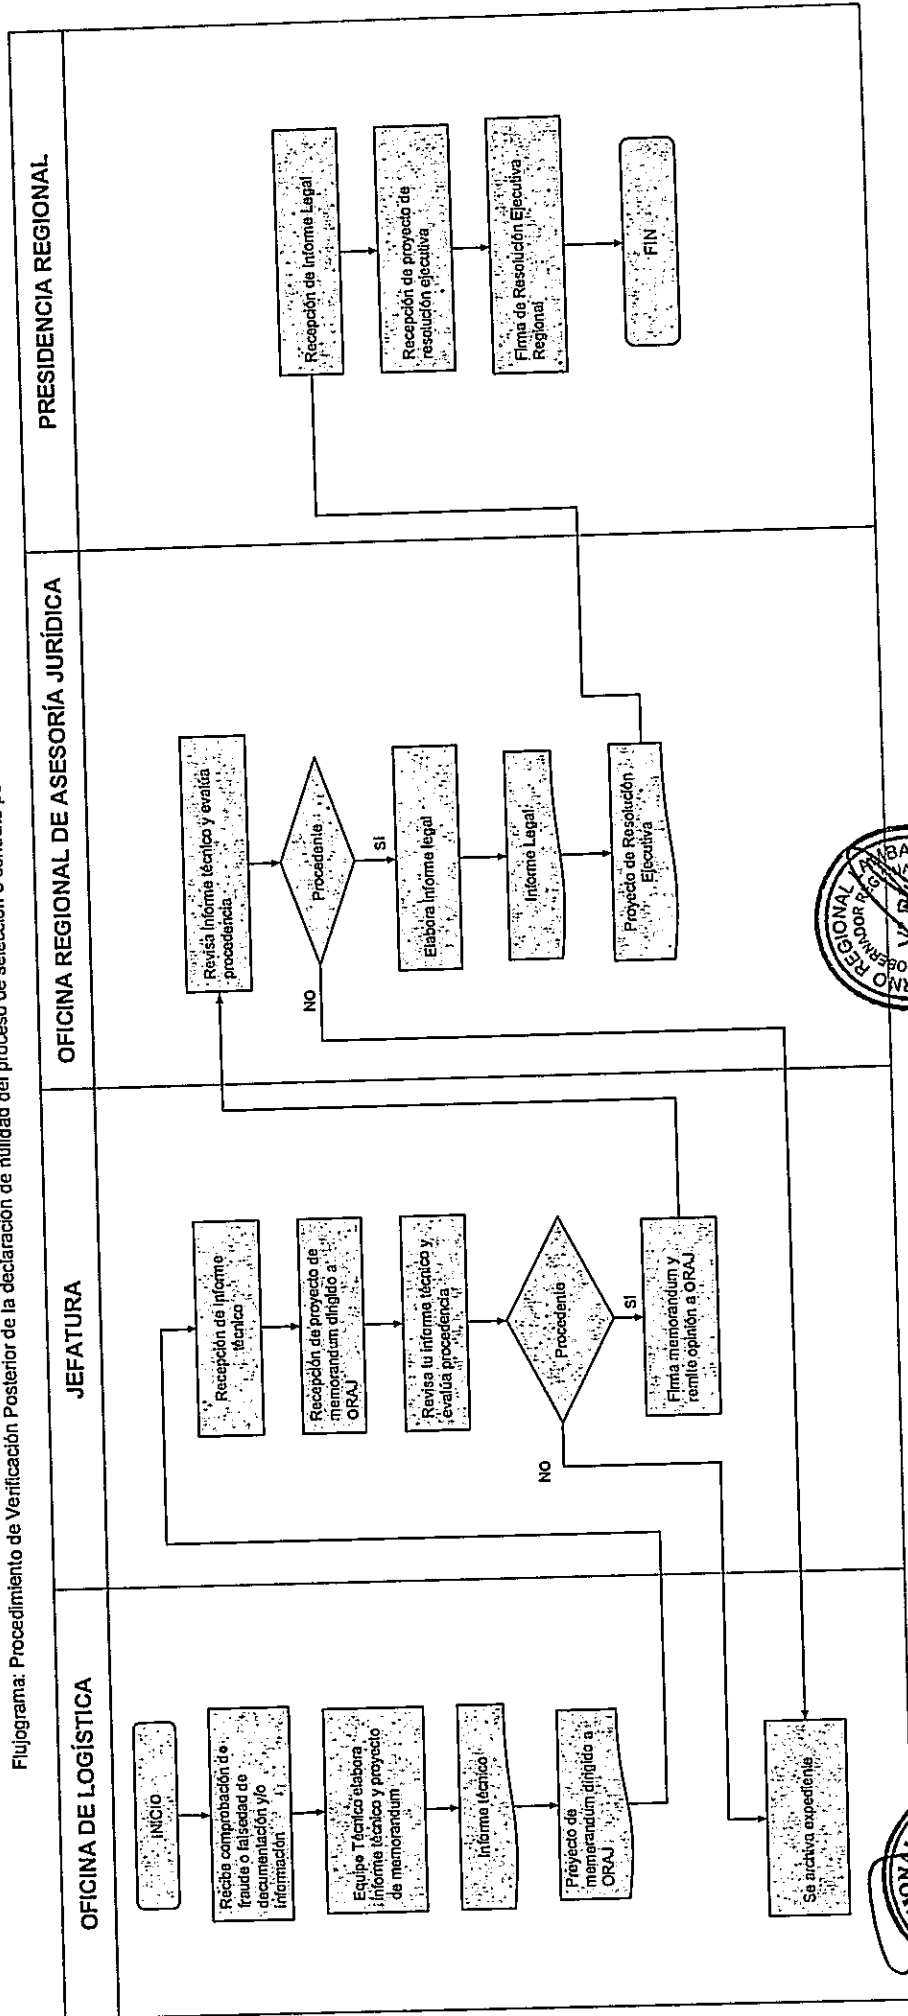 Flujograma: Procedimiento de Verificación Posterior de la declaración de nulidad del proceso de selección o contrato
OFICINA DE LOGÍSTICA
JEFATURA
OFICINA REGIONAL DE ASESORÍA JURÍDICA
PRESIDENCIA REGIONAL
INICIO
Recibe comprobación de
fraude o falsedad de
documentación y/o
información
Equipo Técnico elabora
informe técnico y proyecto
de memorandum
Informe técnico
Proyecto de
memorandum dirigido a
ORAJ
Se archiva expediente
Recepción de Informe
técnico
Recepción de proyecto de
memorandum dirigido a
ORAJ
Revisa tu informe técnico y
evalúa procedencia
Procedente
NO
SI
Firma memorandum y
remite opinión a ORAJ
Revisa Informe técnico y evalúa
procedencia
Procedente
NO
SI
Elabora Informe legal
Informe Legal
Proyecto de Resolución
Ejecutiva
Recepción de Informe Legal
Recepción de proyecto de
resolución ejecutiva
Firma de Resolución Ejecutiva
Regional
FIN
REGIONAL